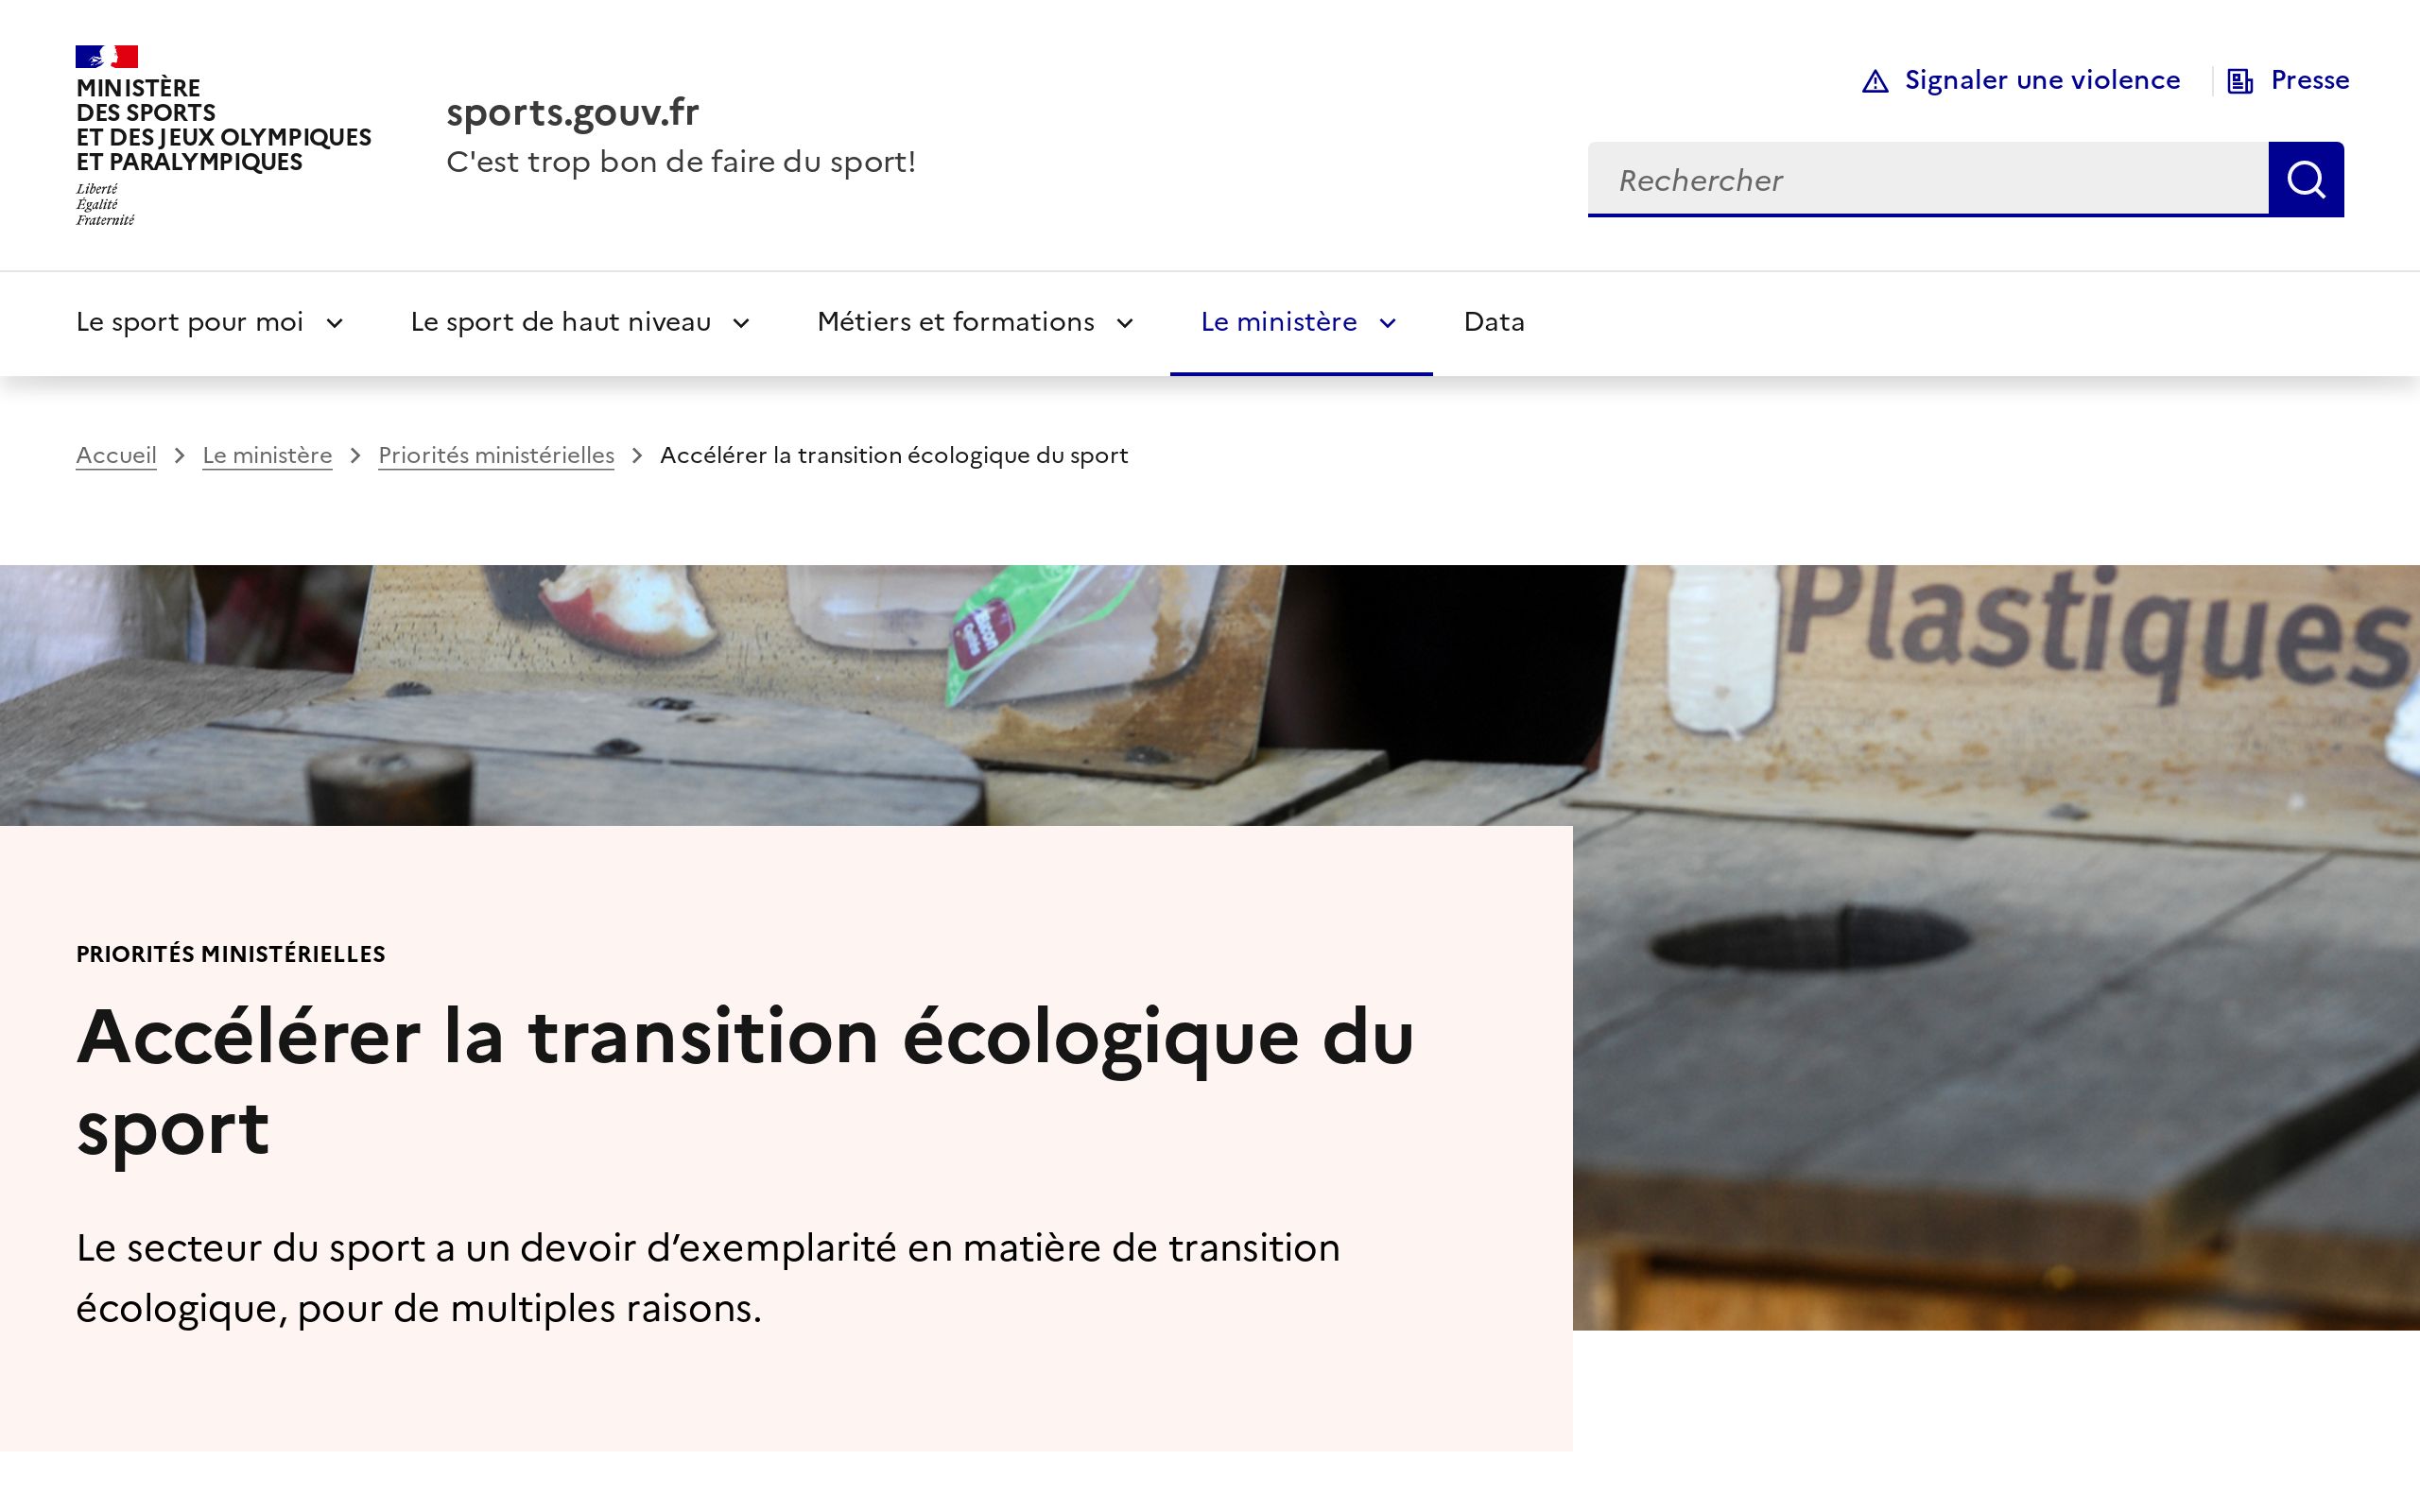 MINISTÈRE
DES SPORTS
ET DES JEUX OLYMPIQUES
ET PARALYMPIQUES
Liberté
Égalité
Fraternité
sports.gouv.fr
C'est trop bon de faire du sport!
Signaler une violence
Presse
Rechercher
Le sport pour moi
Le sport de haut niveau
Métiers et formations
Le ministère
Data
Accueil
Le ministère
Priorités ministérielles
Accélérer la transition écologique du sport
Plastiques
PRIORITÉS MINISTÉRIELLES
Accélérer la transition écologique du
sport
Le secteur du sport a un devoir d’exemplarité en matière de transition
écologique, pour de multiples raisons.